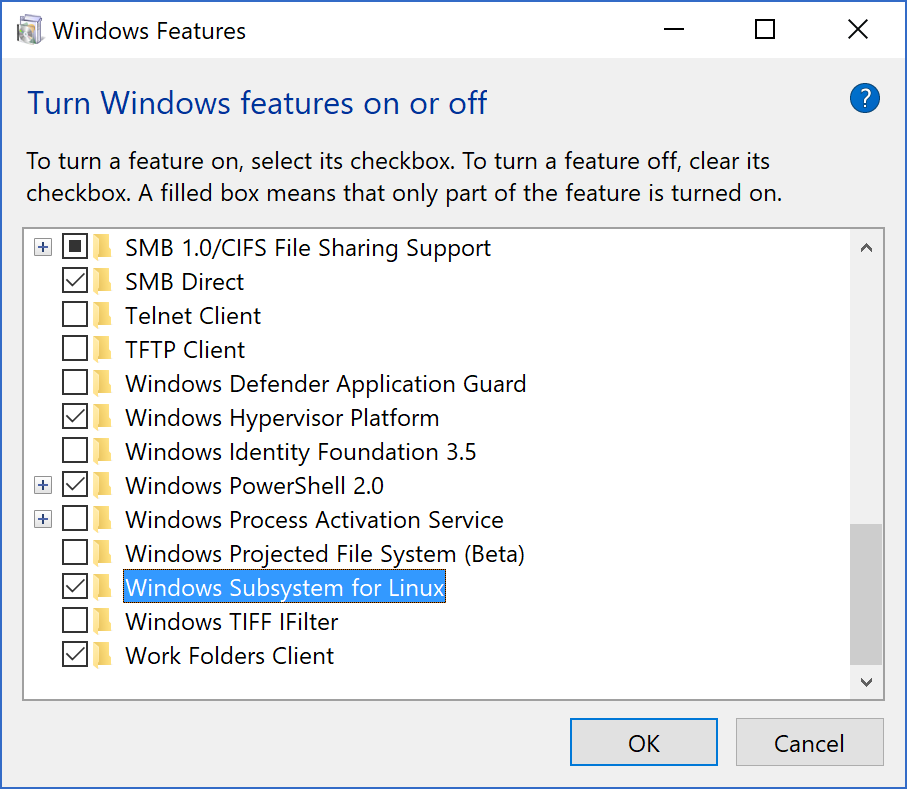 Windows Features
Turn Windows features on or off
?
To turn a feature on, select its checkbox. To turn a feature off, clear its
checkbox. A filled box means that only part of the feature is turned on.
SMB 1.0/CIFS File Sharing Support
SMB Direct
Telnet Client
TFTP Client
Windows Defender Application Guard
Windows Hypervisor Platform
Windows Identity Foundation 3.5
Windows PowerShell 2.0
Windows Process Activation Service
Windows Projected File System (Beta)
Windows Subsystem for Linux
Windows TIFF IFilter
Work Folders Client
OK
Cancel